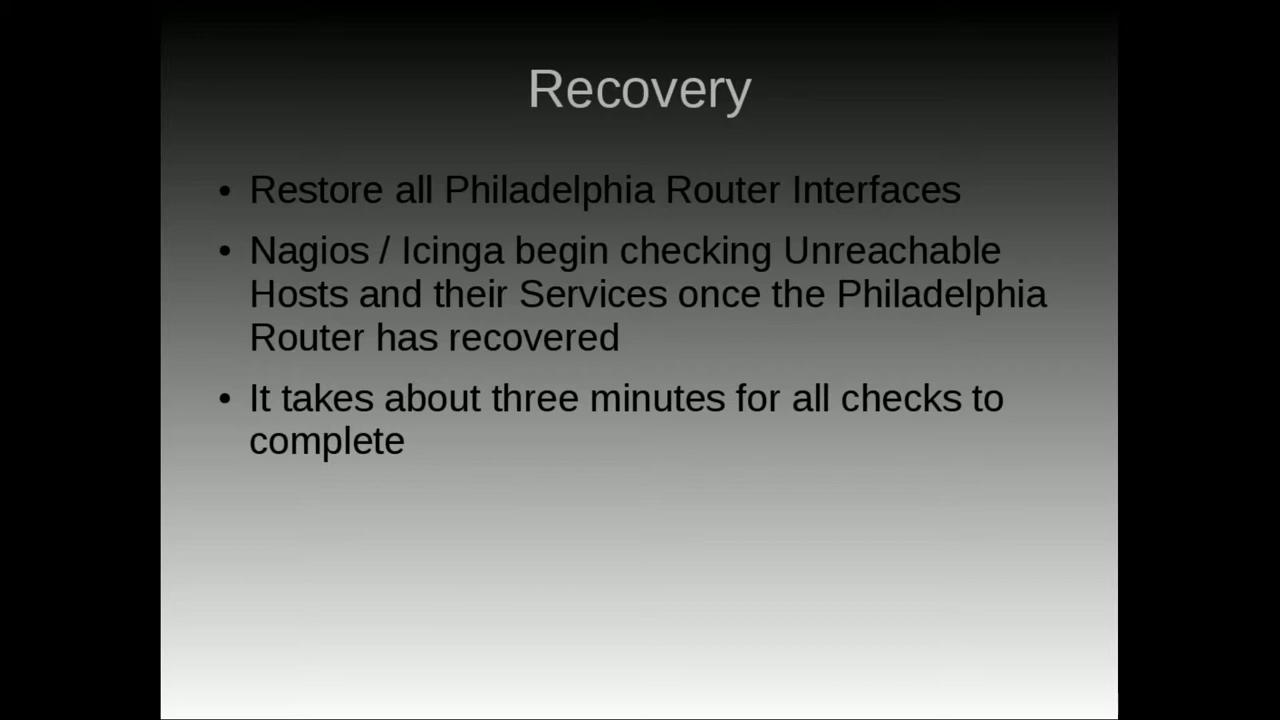 Recovery
• Restore all Philadelphia Router Interfaces
• Nagios / Icinga begin checking Unreachable
Hosts and their Services once the Philadelphia
Router has recovered
• It takes about three minutes for all checks to
complete